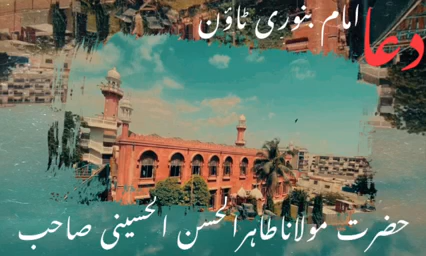 دعا
امام بنوری ٹاؤن
حضرت مولانا طاہر الحسن الحسینی صاحب